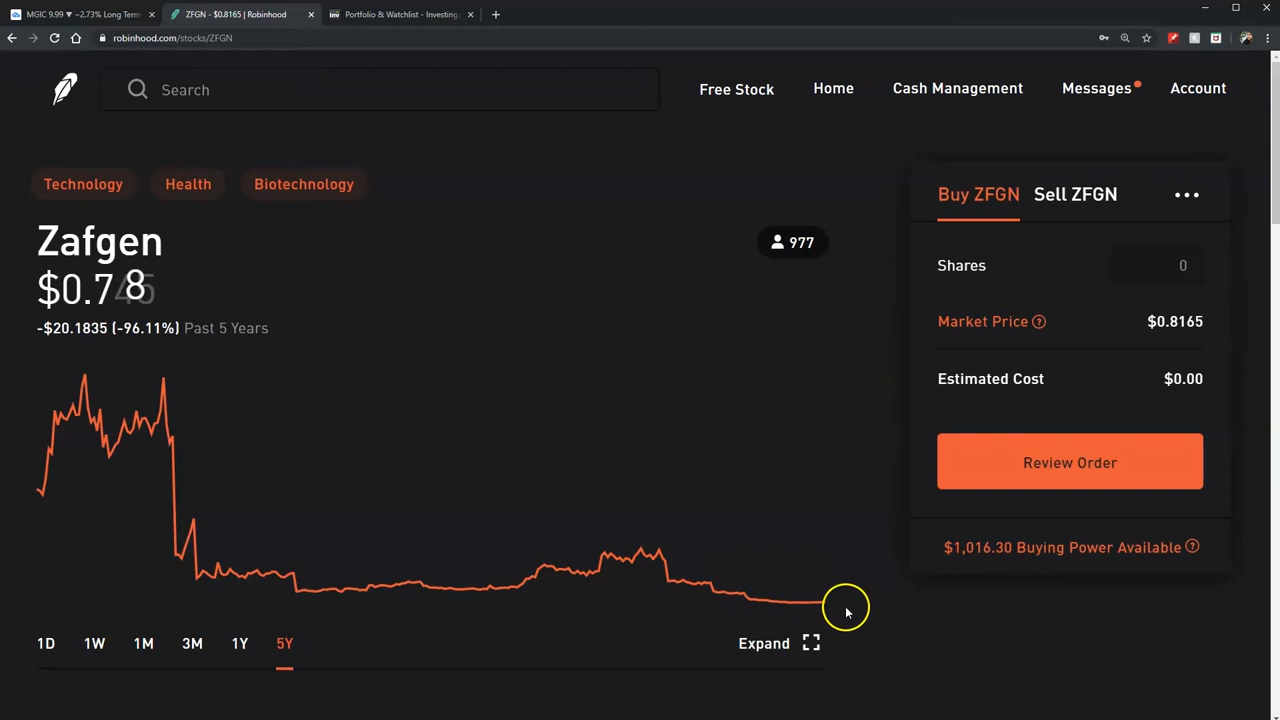 MGIC 9.99 ▼ −2.73% Long Term
ZFGN - $0.8165 | Robinhood
Portfolio & Watchlist - Investing
robinhood.com/stocks/ZFGN
Search
Free Stock
Home
Cash Management
Messages
Account
Technology
Health
Biotechnology
Zafgen
977
$0.7
-$20.1835 (-96.11%) Past 5 Years
1D
1W
1M
3M
1Y
5Y
Expand
Buy ZFGN
Sell ZFGN
Shares
0
Market Price ?
$0.8165
Estimated Cost
$0.00
Review Order
$1,016.30 Buying Power Available ?